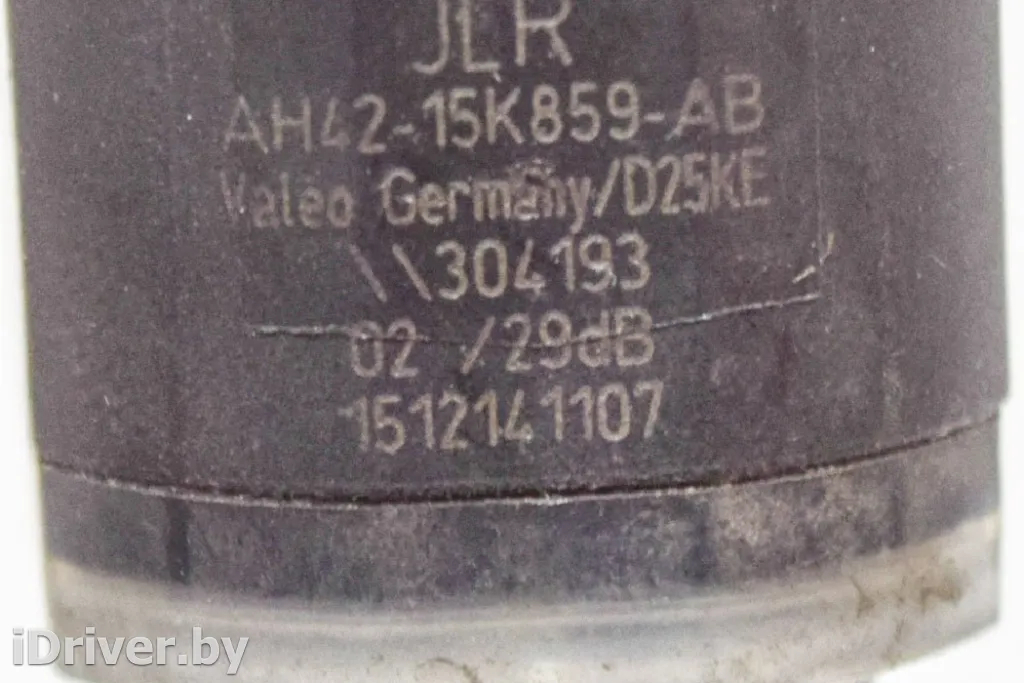 JLR
AH42-15K859-AB
Valeo Germany/D25KE
\\304193
02 /29dB
1512141107
iDriver.by